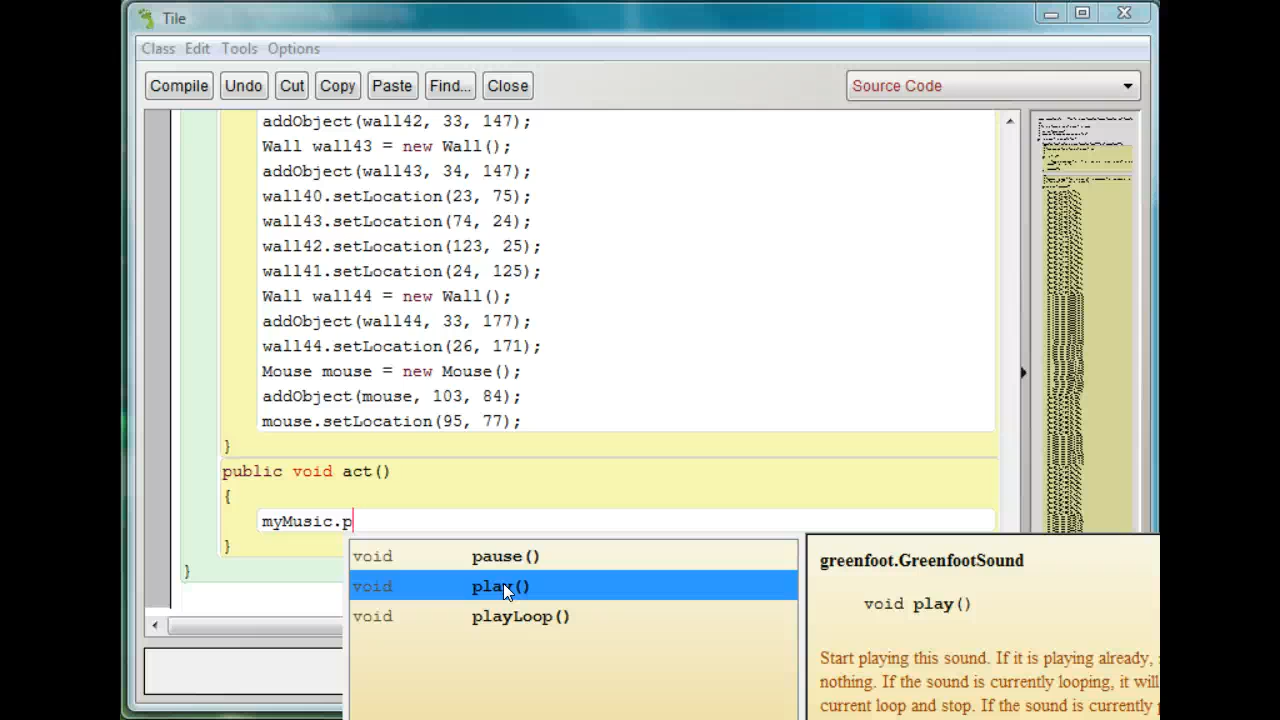 Tile
Class Edit Tools Options
Compile Undo Cut Copy Paste Find... Close Source Code
addObject(wall42, 33, 147);
Wall wall43 = new Wall();
addObject(wall43, 34, 147);
wall40.setLocation(23, 75);
wall43.setLocation(74, 24);
wall42.setLocation(123, 25);
wall41.setLocation(24, 125);
Wall wall44 = new Wall();
addObject(wall44, 33, 177);
wall44.setLocation(26, 171);
Mouse mouse = new Mouse();
addObject(mouse, 103, 84);
mouse.setLocation(95, 77);
}
public void act()
{
myMusic.p
}
}
void pause()
void play()
void playLoop()
greenfoot.GreenfootSound
void play()
Start playing this sound. If it is playing already,
nothing. If the sound is currently looping, it will
current loop and stop. If the sound is currently